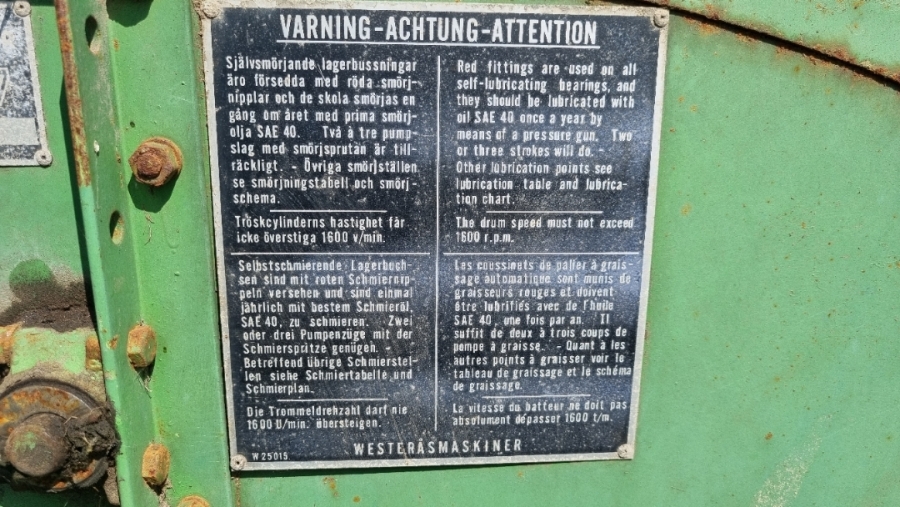 VARNING-ACHTUNG-ATTENTION
Självsmörjande lagerbussningar
äro försedda med röda smörj-
nipplar och de skola smörjas en
gång om året med prima smörj-
olja SAE 40. Två à tre pump-
slag med smörjsprutan är till-
räckligt. - Övriga smörjställen
se smörjningstabell och smörj-
schema.
Tröskcylinderns hastighet får
icke överstiga 1600 v/min.
Red fittings are used on all
self-lubricating bearings, and
they should be lubricated with
oil SAE 40 once a year by
means of a pressure gun. Two
or three strokes will do. -
Other lubrication points see
lubrication table and lubrica-
tion chart.
The drum speed must not exceed
1600 r.p.m.
Selbstschmierende Lagerbuch-
sen sind mit roten Schmiernip-
peln versehen und sind einmal
jährlich mit bestem Schmieröl,
SAE 40, zu schmieren. Zwei
oder drei Pumpenzüge mit der
Schmierspritze genügen. -
Betreffend übrige Schmierstel-
len siehe Schmiertabelle und
Schmierplan.
Die Trommeldrehzahl darf nie
1600 U/min. übersteigen.
Les coussinets de palier à grais-
sage automatique sont munis de
graisseurs rouges et doivent
être lubrifiés avec de l'huile
SAE 40, une fois par an. Il
suffit de deux à trois coups de
pompe à graisse. - Quant à les
autres points à graisser voir le
tableau de graissage et le schéma
de graissage.
La vitesse du batteur ne doit pas
absolument dépasser 1600 t/m.
WESTERÅSMASKINER
W 25015